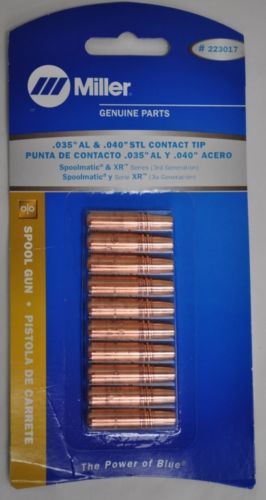 # 223017
Miller
GENUINE PARTS
.035" AL & .040" STL CONTACT TIP
PUNTA DE CONTACTO .035" AL Y .040" ACERO
Spoolmatic® & XR™ Series (3rd Generation)
Spoolmatic® y Serie XR™ (3a Generación)
SPOOL GUN • PISTOLA DE CARRETE
The Power of Blue®